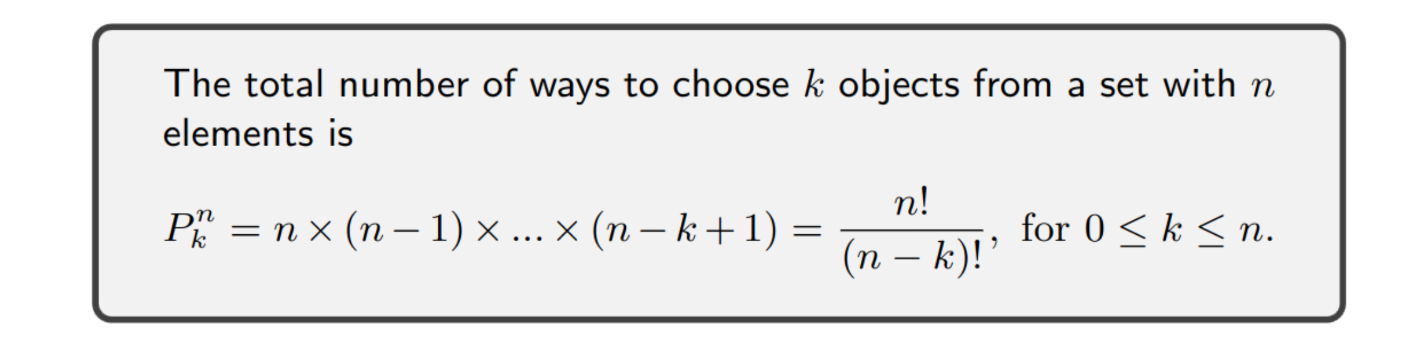 The total number of ways to choose k objects from a set with n
elements is
P^n_k = n × (n − 1) × ... × (n − k + 1) = n!/(n − k)!, for 0 ≤ k ≤ n.